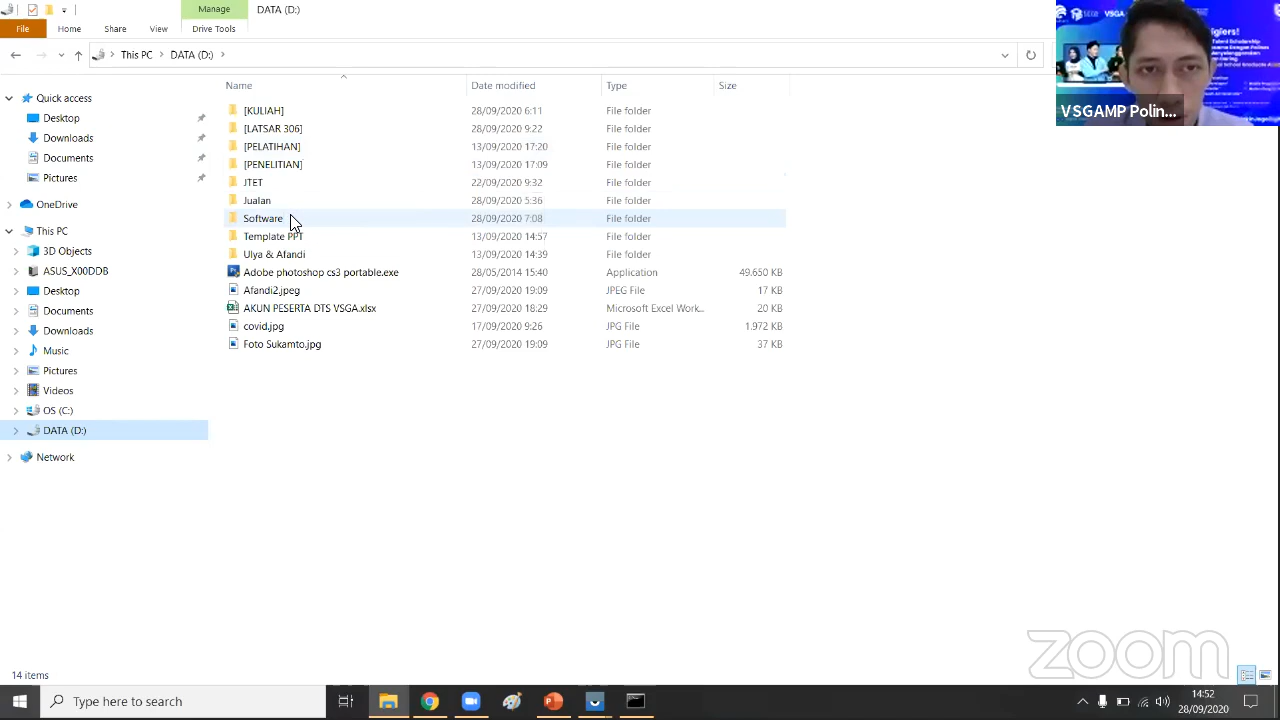 Manage
DATA (D:)
File
Home
Share
View
Drive Tools
This PC
DATA (D:)
Name
Date modified
Type
Size
Quick access
Desktop
Downloads
Documents
Pictures
OneDrive
This PC
3D Objects
ASUS_X00DDB
Desktop
Documents
Downloads
Music
Pictures
Videos
OS (C:)
DATA (D:)
Network
[KULIAH] File folder
[LATSAR 306] 28/09/2020 9:22 File folder
[PELATIHAN] 13/09/2020 17:20 File folder
[PENELITIAN] 13/09/2020 17:09 File folder
JTET 22/09/2020 9:32 File folder
Jualan 28/09/2020 5:36 File folder
Software 28/09/2020 7:08 File folder
Template PPT 13/09/2020 14:57 File folder
Ulya & Afandi 13/09/2020 14:39 File folder
Adobe photoshop cs3 portable.exe 28/05/2014 15:40 Application 49.650 KB
Afandi2.jpeg 27/09/2020 19:09 JPEG File 17 KB
AKUN PESERTA DTS VSGA.xlsx 27/09/2020 18:29 Microsoft Excel Work... 20 KB
covid.jpg 17/09/2020 9:26 JPG File 1.972 KB
Foto Sukamto.jpg 27/09/2020 19:09 JPG File 37 KB
VSGA
VSGAMP Polin...
zoom
14 items
Type here to search
14:52
28/09/2020